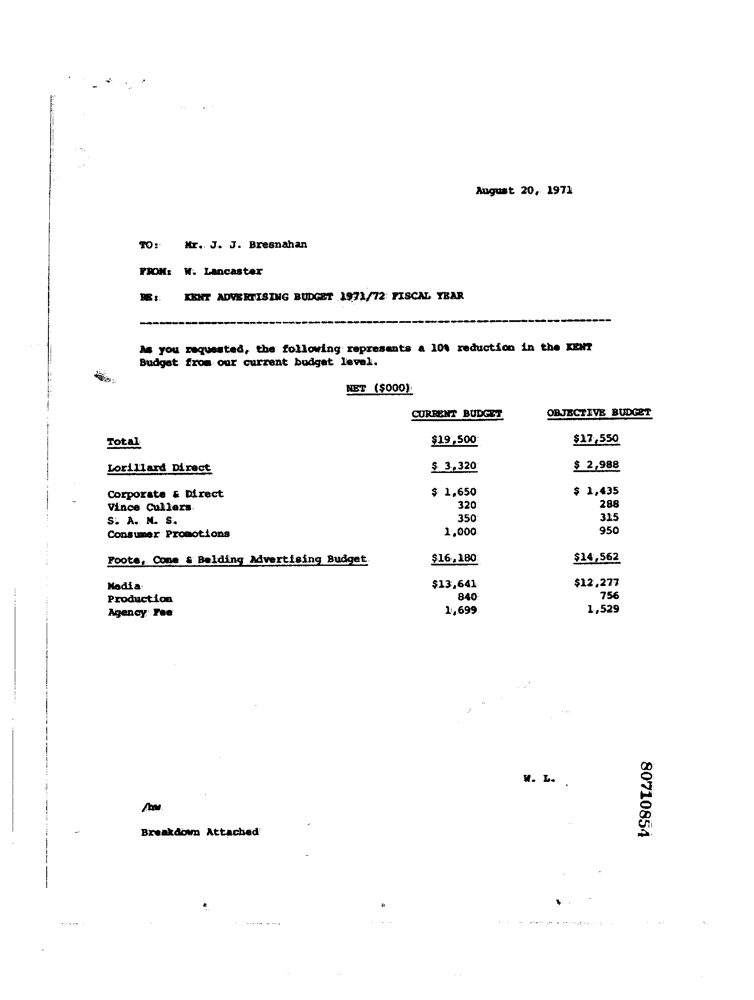 August 20, 1971
TO: Mr. J. J. Bresnahan
FROM: W. Lancaster
RE: KENT ADVERTISING BUDGET 1971/72 FISCAL YEAR
As you requested, the following represents a 10% reduction in the KENT
Budget from our current budget level.
NET ($000)
CURRENT BUDGET OBJECTIVE BUDGET
Total $19,500 $17,550
Lorillard Direct $ 3,320 $ 2,988
Corporate & Direct $ 1,650 $ 1,435
Vince Cullers 320 288
S. A. M. S. 350 315
Consumer Promotions 1,000 950
Foote, Cone & Belding Advertising Budget $16,180 $14,562
Media $13,641 $12,277
Production 840 756
Agency Fee 1,699 1,529
W. L.
/hw
Breakdown Attached
80710854